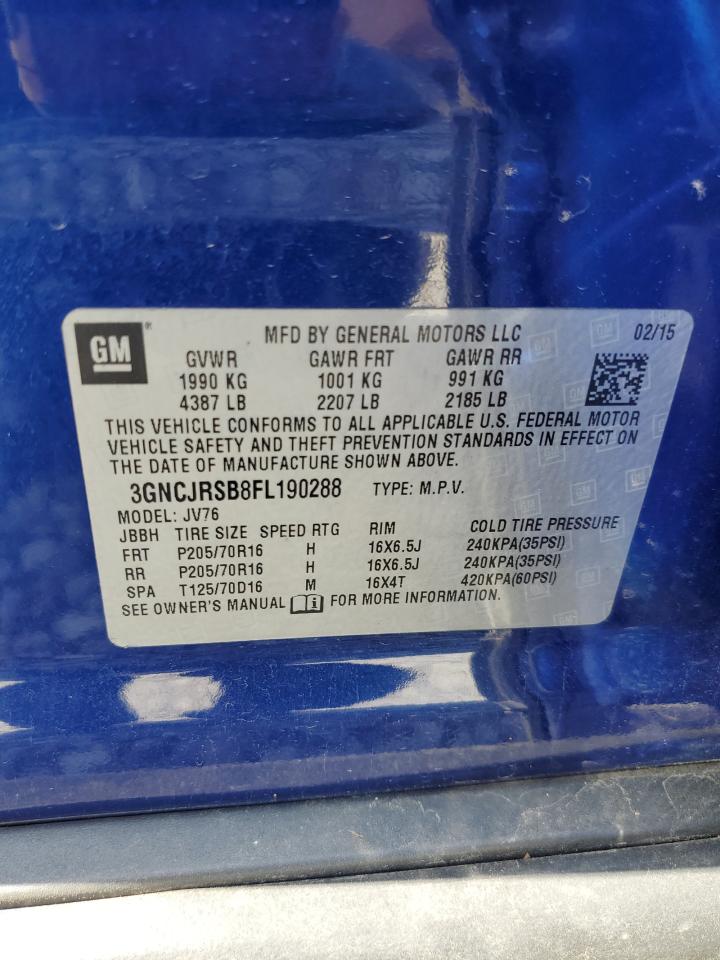 GM® MFD BY GENERAL MOTORS LLC 02/15
GVWR GAWR FRT GAWR RR
1990 KG 1001 KG 991 KG
4387 LB 2207 LB 2185 LB
THIS VEHICLE CONFORMS TO ALL APPLICABLE U.S. FEDERAL MOTOR
VEHICLE SAFETY AND THEFT PREVENTION STANDARDS IN EFFECT ON
THE DATE OF MANUFACTURE SHOWN ABOVE.
3GNCJRSB8FL190288 TYPE: M.P.V.
MODEL: JV76
JBBH TIRE SIZE SPEED RTG RIM COLD TIRE PRESSURE
FRT P205/70R16 H 16X6.5J 240KPA(35PSI)
RR P205/70R16 H 16X6.5J 240KPA(35PSI)
SPA T125/70D16 M 16X4T 420KPA(60PSI)
SEE OWNER'S MANUAL i FOR MORE INFORMATION.